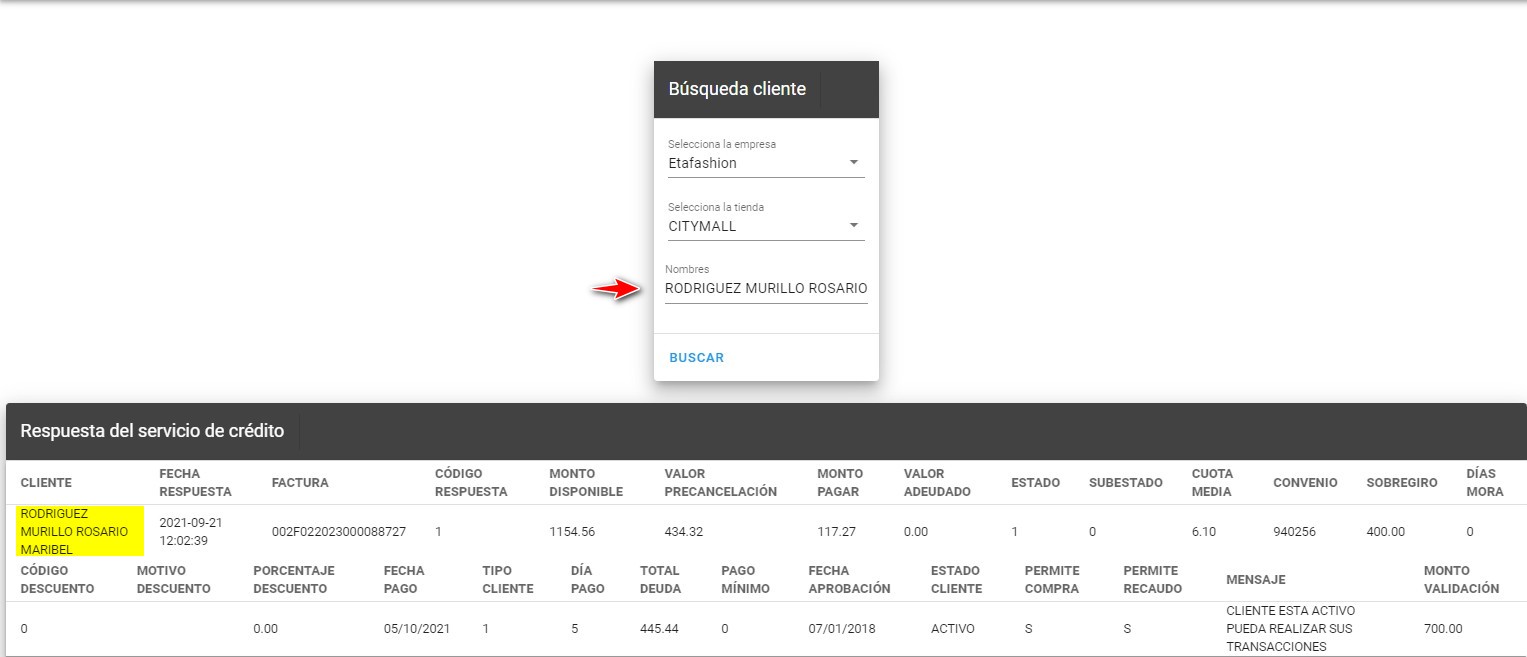 Búsqueda cliente
Selecciona la empresa
Etafashion
Selecciona la tienda
CITYMALL
Nombres
RODRIGUEZ MURILLO ROSARIO
BUSCAR
Respuesta del servicio de crédito
CLIENTE FECHA RESPUESTA FACTURA CÓDIGO RESPUESTA MONTO DISPONIBLE VALOR PRECANCELACIÓN MONTO PAGAR VALOR ADEUDADO ESTADO SUBESTADO CUOTA MEDIA CONVENIO SOBREGIRO DÍAS MORA
RODRIGUEZ MURILLO ROSARIO MARIBEL 2021-09-21 12:02:39 002F022023000088727 1 1154.56 434.32 117.27 0.00 1 0 6.10 940256 400.00 0
CÓDIGO DESCUENTO MOTIVO DESCUENTO PORCENTAJE DESCUENTO FECHA PAGO TIPO CLIENTE DÍA PAGO TOTAL DEUDA PAGO MÍNIMO FECHA APROBACIÓN ESTADO CLIENTE PERMITE COMPRA PERMITE RECAUDO MENSAJE MONTO VALIDACIÓN
0 0.00 05/10/2021 1 5 445.44 0 07/01/2018 ACTIVO S S CLIENTE ESTA ACTIVO PUEDA REALIZAR SUS TRANSACCIONES 700.00